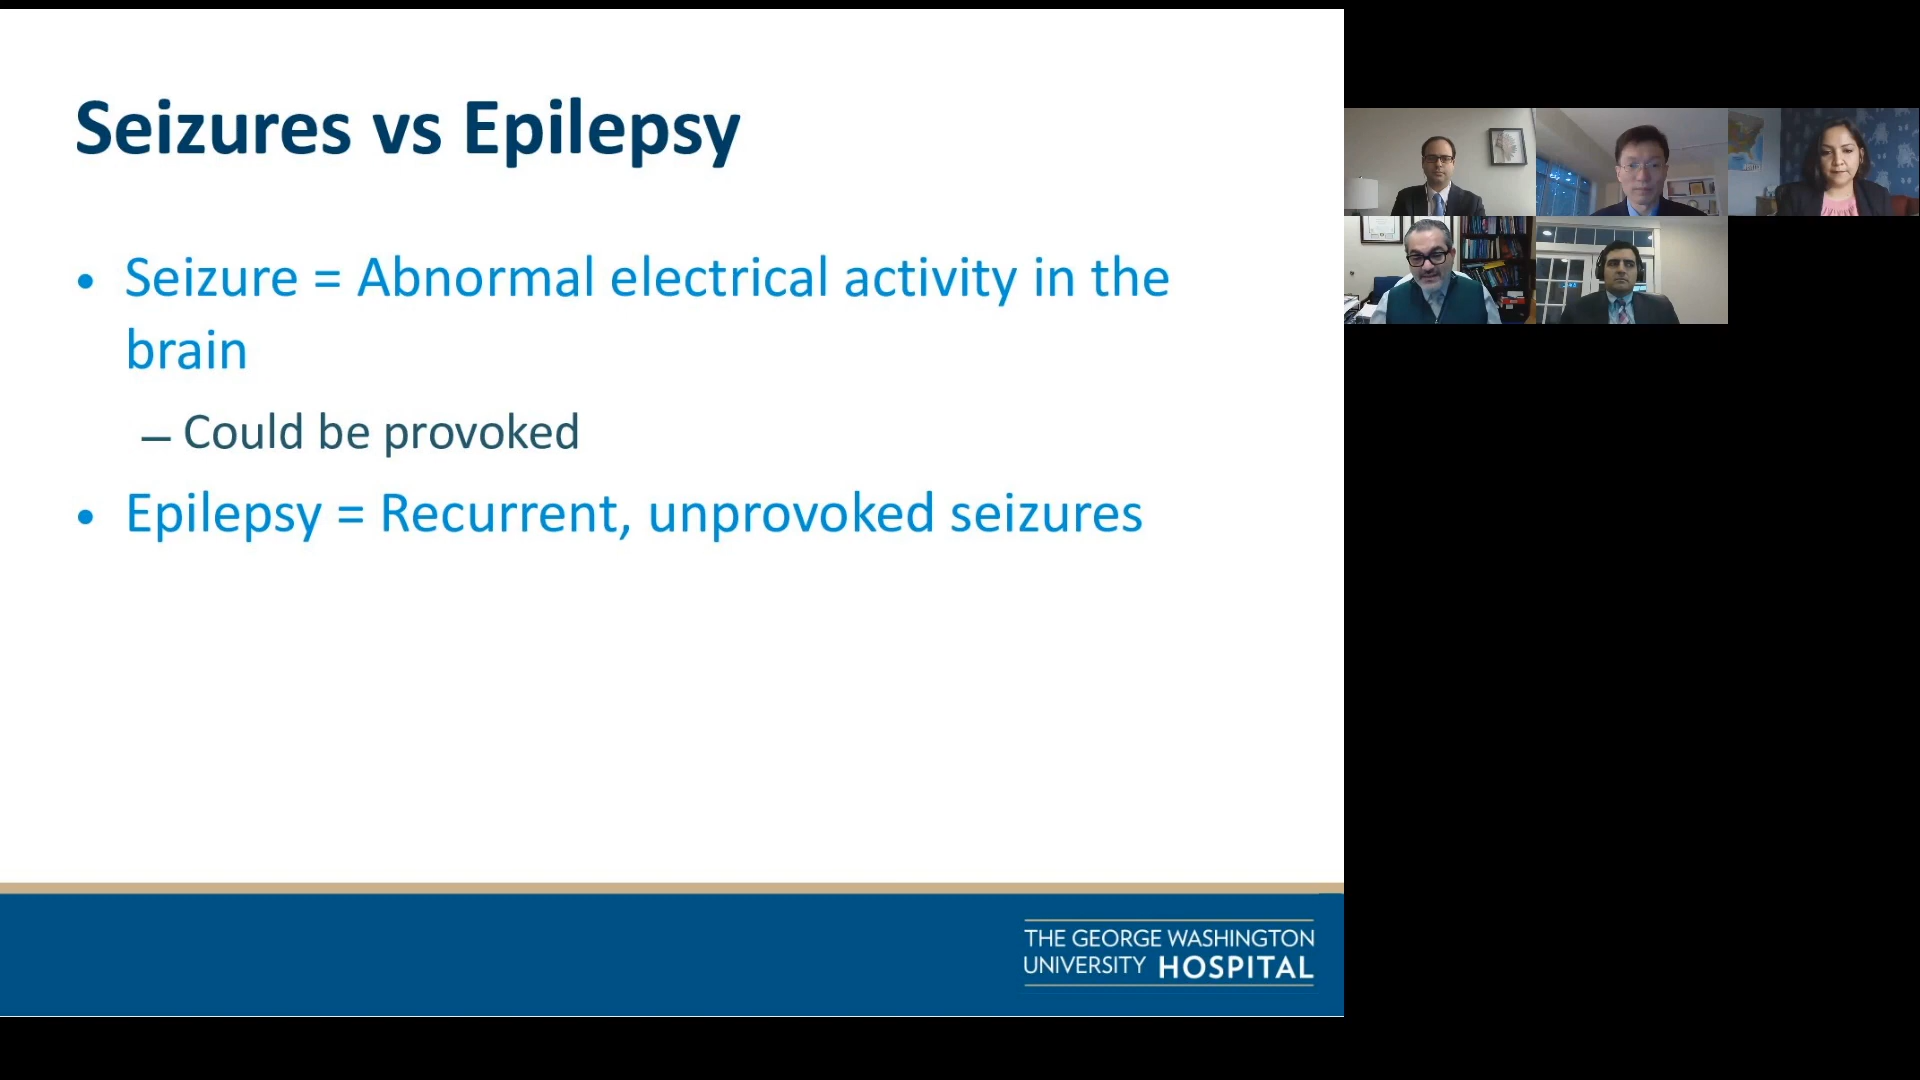 Seizures vs Epilepsy
• Seizure = Abnormal electrical activity in the
brain
– Could be provoked
• Epilepsy = Recurrent, unprovoked seizures
THE GEORGE WASHINGTON
UNIVERSITY HOSPITAL